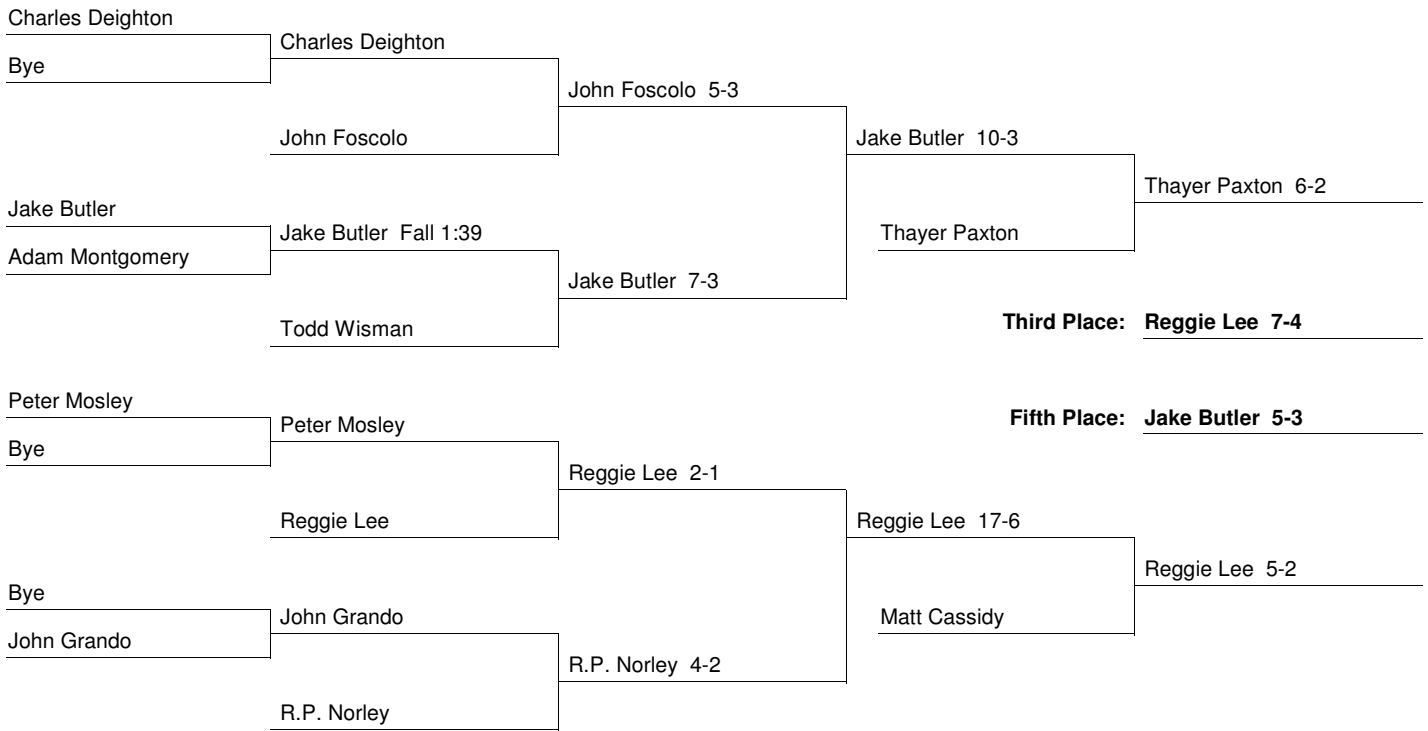 Charles Deighton
Bye
Charles Deighton
John Foscolo
John Foscolo 5-3
Jake Butler
Adam Montgomery
Jake Butler Fall 1:39
Todd Wisman
Jake Butler 7-3
Jake Butler 10-3
Thayer Paxton
Thayer Paxton 6-2
Third Place: Reggie Lee 7-4
Fifth Place: Jake Butler 5-3
Peter Mosley
Bye
Peter Mosley
Reggie Lee
Reggie Lee 2-1
Bye
John Grando
John Grando
R.P. Norley
R.P. Norley 4-2
Reggie Lee 17-6
Matt Cassidy
Reggie Lee 5-2